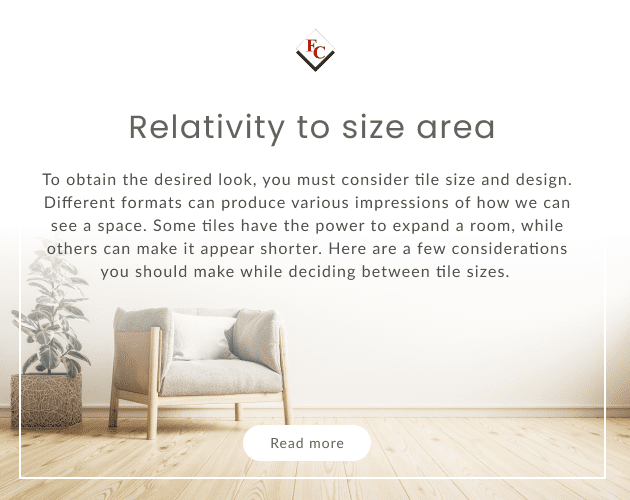 FC
Relativity to size area
To obtain the desired look, you must consider tile size and design.
Different formats can produce various impressions of how we can
see a space. Some tiles have the power to expand a room, while
others can make it appear shorter. Here are a few considerations
you should make while deciding between tile sizes.
Read more